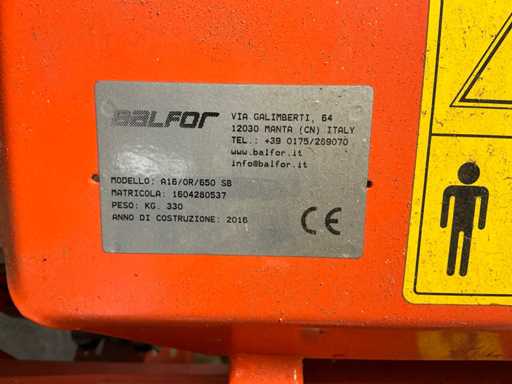 BALFOR
VIA GALIMBERTI, 64
12030 MANTA (CN) ITALY
TEL.: +39 0175/269070
www.balfor.it
info@balfor.it
MODELLO: A16/OR/650 SB
MATRICOLA: 1604280537
PESO: KG. 330
ANNO DI COSTRUZIONE: 2016
CE